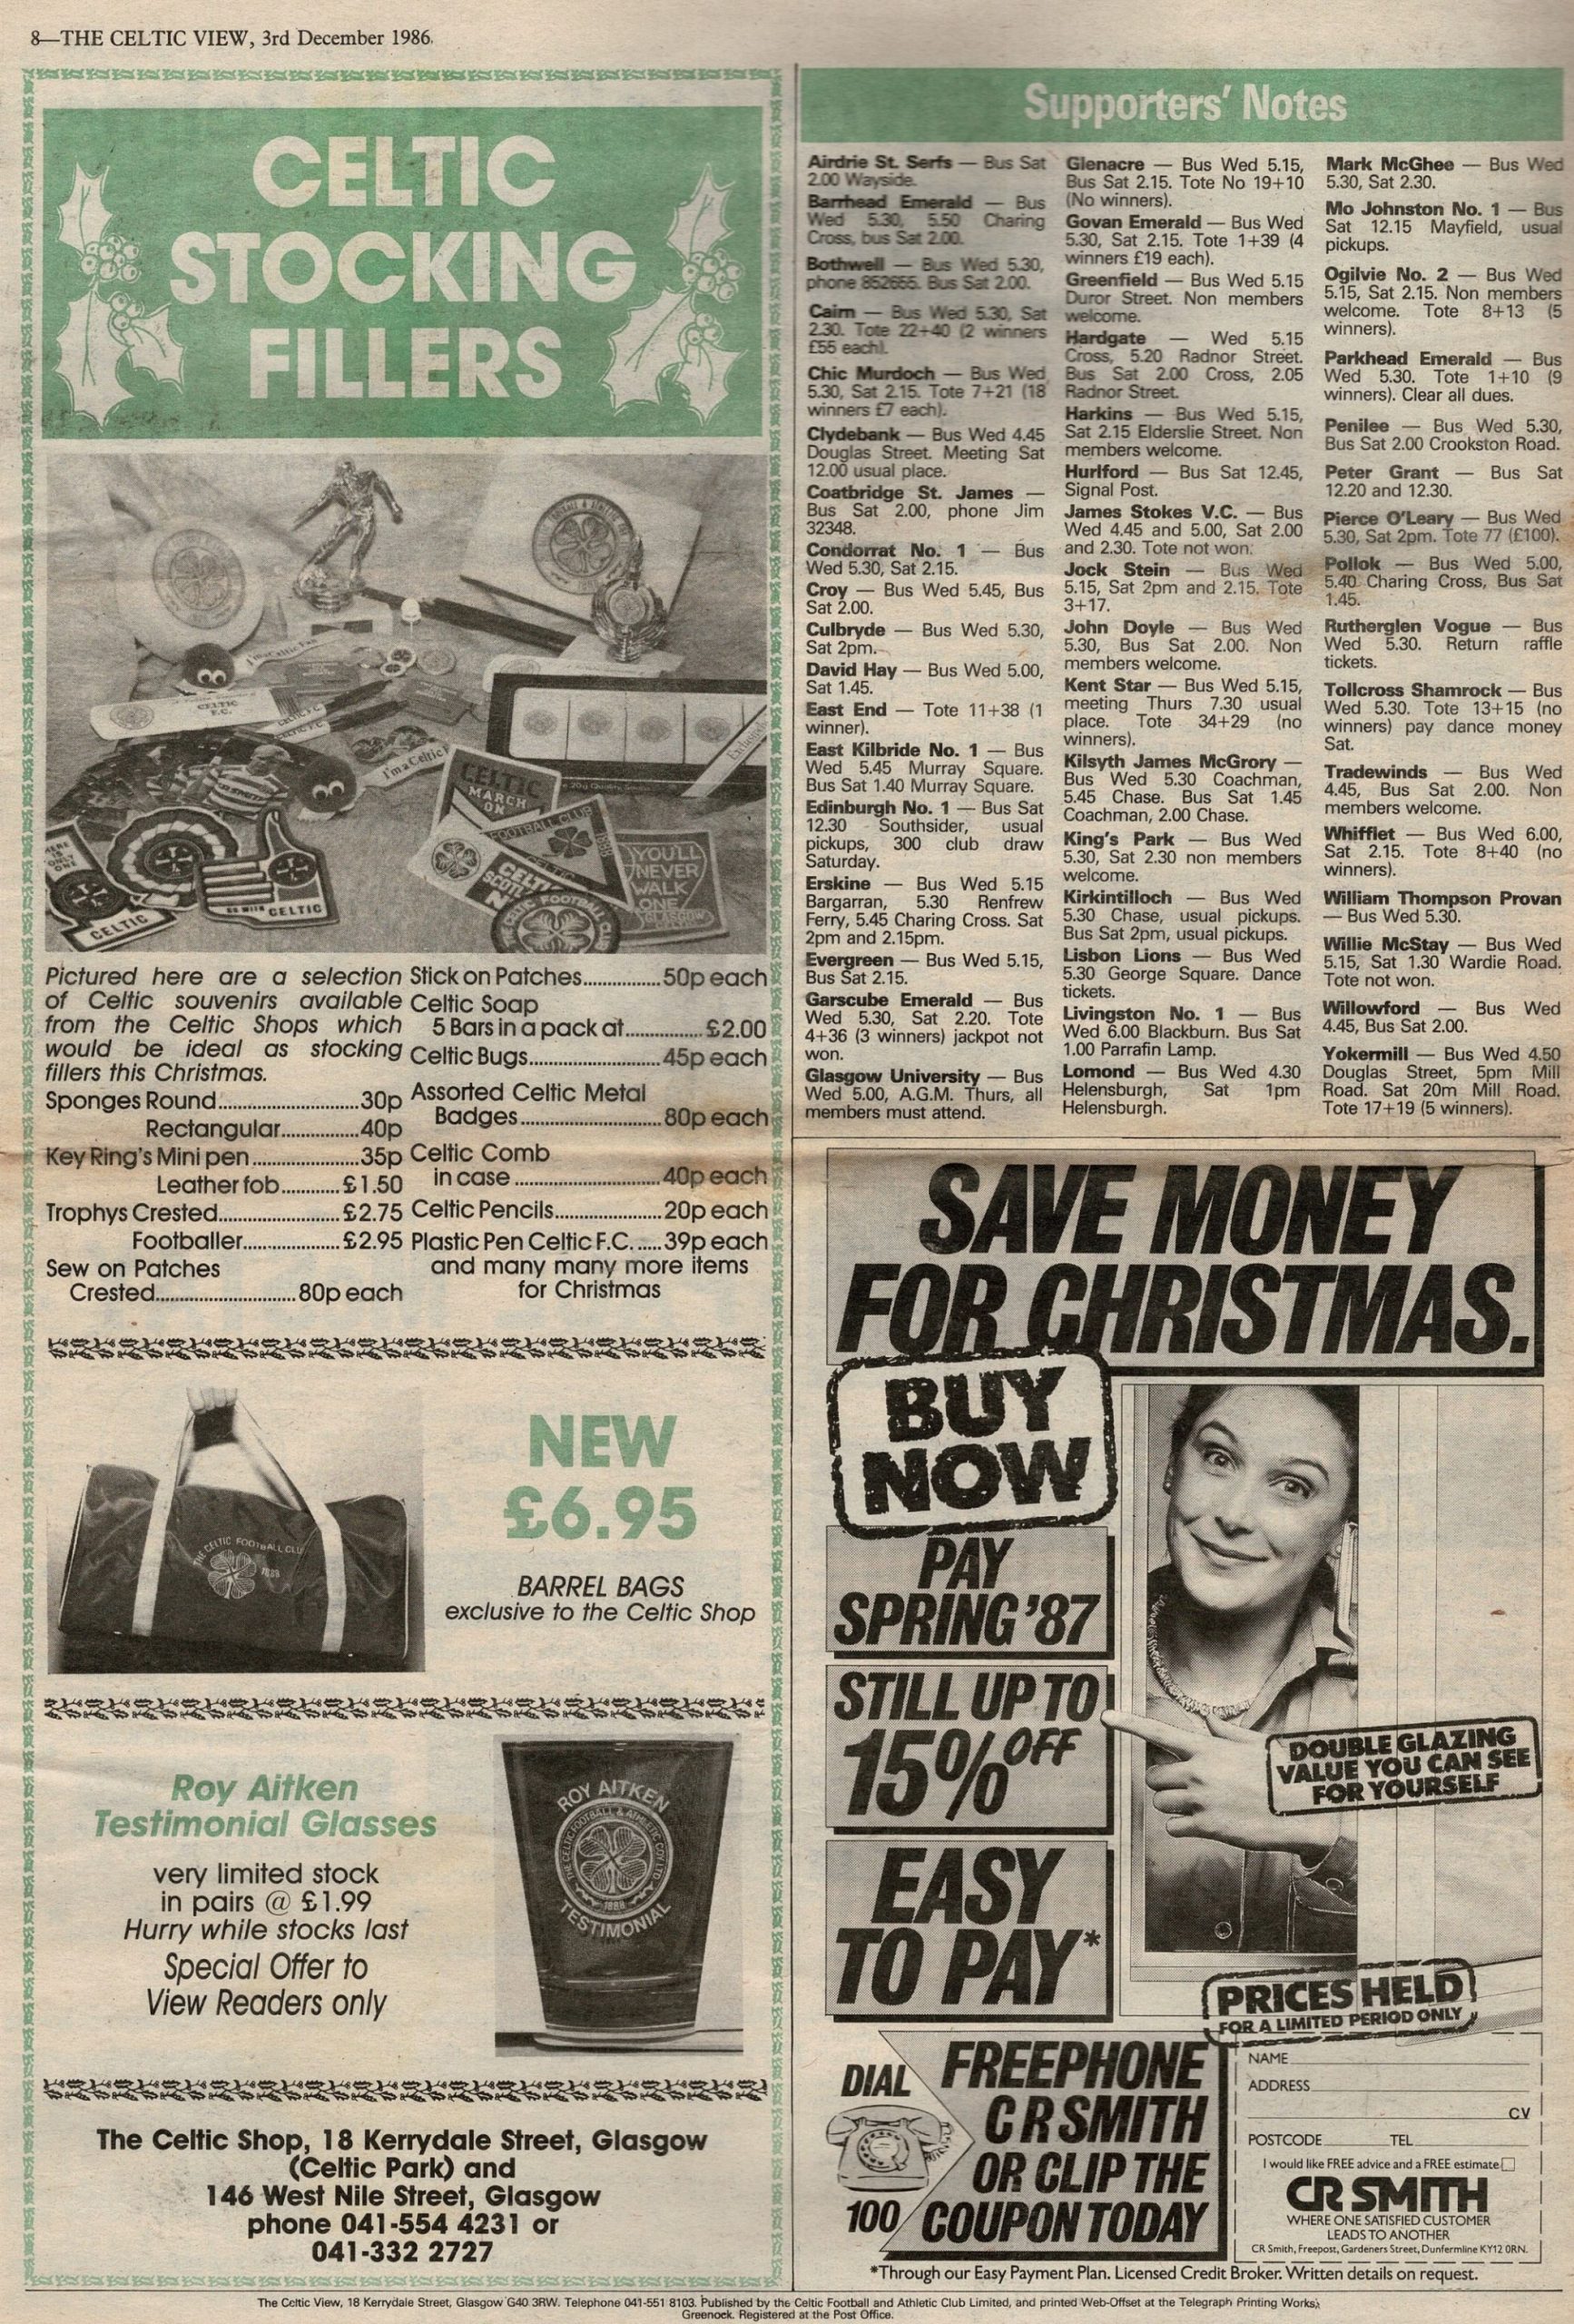 8—THE CELTIC VIEW, 3rd December 1986.
CELTIC
STOCKING
FILLERS
I'm a Celtic
CELTIC
F.C.
I'm a Celtic
CELTIC
MARCH
ON
FOOTBALL CLUB
1888
CELTIC
YOU'LL
NEVER
WALK
CELTIC
CELTIC
Pictured here are a selection
of Celtic souvenirs available
from the Celtic Shops which
would be ideal as stocking
fillers this Christmas.
Sponges Round..............................30p
Rectangular................40p
Key Ring's Mini pen.......................35p
Leather fob............£1.50
Trophys Crested..........................£2.75
Footballer.....................£2.95
Sew on Patches
Crested..............................80p each
Stick on Patches.................50p each
Celtic Soap
5 Bars in a pack at................£2.00
Celtic Bugs............................45p each
Assorted Celtic Metal
Badges..............................80p each
Celtic Comb
in case...............................40p each
Celtic Pencils.......................20p each
Plastic Pen Celtic F.C. .....39p each
and many many more items
for Christmas
THE CELTIC FOOTBALL CLUB
1888
NEW
£6.95
BARREL BAGS
exclusive to the Celtic Shop
Roy Aitken
Testimonial Glasses
very limited stock
in pairs @ £1.99
Hurry while stocks last
Special Offer to
View Readers only
ROY AITKEN
THE CELTIC FOOTBALL & ATHLETIC COY LTD
1888
TESTIMONIAL
The Celtic Shop, 18 Kerrydale Street, Glasgow
(Celtic Park) and
146 West Nile Street, Glasgow
phone 041-554 4231 or
041-332 2727
Supporters' Notes
Airdrie St. Serfs — Bus Sat
2.00 Wayside.
Barrhead Emerald — Bus
Wed 5.30, 5.50 Charing
Cross, bus Sat 2.00.
Bothwell — Bus Wed 5.30,
phone 852655. Bus Sat 2.00.
Cairn — Bus Wed 5.30, Sat
2.30. Tote 22+40 (2 winners
£55 each).
Chic Murdoch — Bus Wed
5.30, Sat 2.15. Tote 7+21 (18
winners £7 each).
Clydebank — Bus Wed 4.45
Douglas Street. Meeting Sat
12.00 usual place.
Coatbridge St. James —
Bus Sat 2.00, phone Jim
32348.
Condorrat No. 1 — Bus
Wed 5.30, Sat 2.15.
Croy — Bus Wed 5.45, Bus
Sat 2.00.
Culbryde — Bus Wed 5.30,
Sat 2pm.
David Hay — Bus Wed 5.00,
Sat 1.45.
East End — Tote 11+38 (1
winner).
East Kilbride No. 1 — Bus
Wed 5.45 Murray Square.
Bus Sat 1.40 Murray Square.
Edinburgh No. 1 — Bus Sat
12.30 Southsider, usual
pickups, 300 club draw
Saturday.
Erskine — Bus Wed 5.15
Bargarran, 5.30 Renfrew
Ferry, 5.45 Charing Cross. Sat
2pm and 2.15pm.
Evergreen — Bus Wed 5.15,
Bus Sat 2.15.
Garscube Emerald — Bus
Wed 5.30, Sat 2.20. Tote
4+36 (3 winners) jackpot not
won.
Glasgow University — Bus
Wed 5.00, A.G.M. Thurs, all
members must attend.
Glenacre — Bus Wed 5.15,
Bus Sat 2.15. Tote No 19+10
(No winners).
Govan Emerald — Bus Wed
5.30, Sat 2.15. Tote 1+39 (4
winners £19 each).
Greenfield — Bus Wed 5.15
Duror Street. Non members
welcome.
Hardgate — Wed 5.15
Cross, 5.20 Radnor Street.
Bus Sat 2.00 Cross, 2.05
Radnor Street.
Harkins — Bus Wed 5.15,
Sat 2.15 Elderslie Street. Non
members welcome.
Hurlford — Bus Sat 12.45,
Signal Post.
James Stokes V.C. — Bus
Wed 4.45 and 5.00, Sat 2.00
and 2.30. Tote not won.
Jock Stein — Bus Wed
5.15, Sat 2pm and 2.15. Tote
3+17.
John Doyle — Bus Wed
5.30, Bus Sat 2.00. Non
members welcome.
Kent Star — Bus Wed 5.15,
meeting Thurs 7.30 usual
place. Tote 34+29 (no
winners).
Kilsyth James McGrory —
Bus Wed 5.30 Coachman,
5.45 Chase. Bus Sat 1.45
Coachman, 2.00 Chase.
King's Park — Bus Wed
5.30, Sat 2.30 non members
welcome.
Kirkintilloch — Bus Wed
5.30 Chase, usual pickups.
Bus Sat 2pm, usual pickups.
Lisbon Lions — Bus Wed
5.30 George Square. Dance
tickets.
Livingston No. 1 — Bus
Wed 6.00 Blackburn. Bus Sat
1.00 Parrafin Lamp.
Lomond — Bus Wed 4.30
Helensburgh, Sat 1pm
Helensburgh.
Mark McGhee — Bus Wed
5.30, Sat 2.30.
Mo Johnston No. 1 — Bus
Sat 12.15 Mayfield, usual
pickups.
Ogilvie No. 2 — Bus Wed
5.15, Sat 2.15. Non members
welcome. Tote 8+13 (5
winners).
Parkhead Emerald — Bus
Wed 5.30. Tote 1+10 (9
winners). Clear all dues.
Penilee — Bus Wed 5.30,
Bus Sat 2.00 Crookston Road.
Peter Grant — Bus Sat
12.20 and 12.30.
Pierce O'Leary — Bus Wed
5.30, Sat 2pm. Tote 77 (£100).
Pollok — Bus Wed 5.00,
5.40 Charing Cross, Bus Sat
1.45.
Rutherglen Vogue — Bus
Wed 5.30. Return raffle
tickets.
Tollcross Shamrock — Bus
Wed 5.30. Tote 13+15 (no
winners) pay dance money
Sat.
Tradewinds — Bus Wed
4.45, Bus Sat 2.00. Non
members welcome.
Whifflet — Bus Wed 6.00,
Sat 2.15. Tote 8+40 (no
winners).
William Thompson Provan
— Bus Wed 5.30.
Willie McStay — Bus Wed
5.15, Sat 1.30 Wardie Road.
Tote not won.
Willowford — Bus Wed
4.45, Bus Sat 2.00.
Yokermill — Bus Wed 4.50
Douglas Street, 5pm Mill
Road. Sat 20m Mill Road.
Tote 17+19 (5 winners).
SAVE MONEY
FOR CHRISTMAS.
BUY
NOW
PAY
SPRING '87
STILL UP TO
15% OFF
EASY
TO PAY*
DOUBLE GLAZING
VALUE YOU CAN SEE
FOR YOURSELF
PRICES HELD
FOR A LIMITED PERIOD ONLY
DIAL
100
FREEPHONE
CR SMITH
OR CLIP THE
COUPON TODAY
NAME
ADDRESS
CV
POSTCODE TEL
I would like FREE advice and a FREE estimate
CR SMITH
WHERE ONE SATISFIED CUSTOMER
LEADS TO ANOTHER
CR Smith, Freepost, Gardeners Street, Dunfermline KY12 0RN.
*Through our Easy Payment Plan. Licensed Credit Broker. Written details on request.
The Celtic View, 18 Kerrydale Street, Glasgow G40 3RW. Telephone 041-551 8103. Published by the Celtic Football and Athletic Club Limited, and printed Web-Offset at the Telegraph Printing Works,
Greenock. Registered at the Post Office.